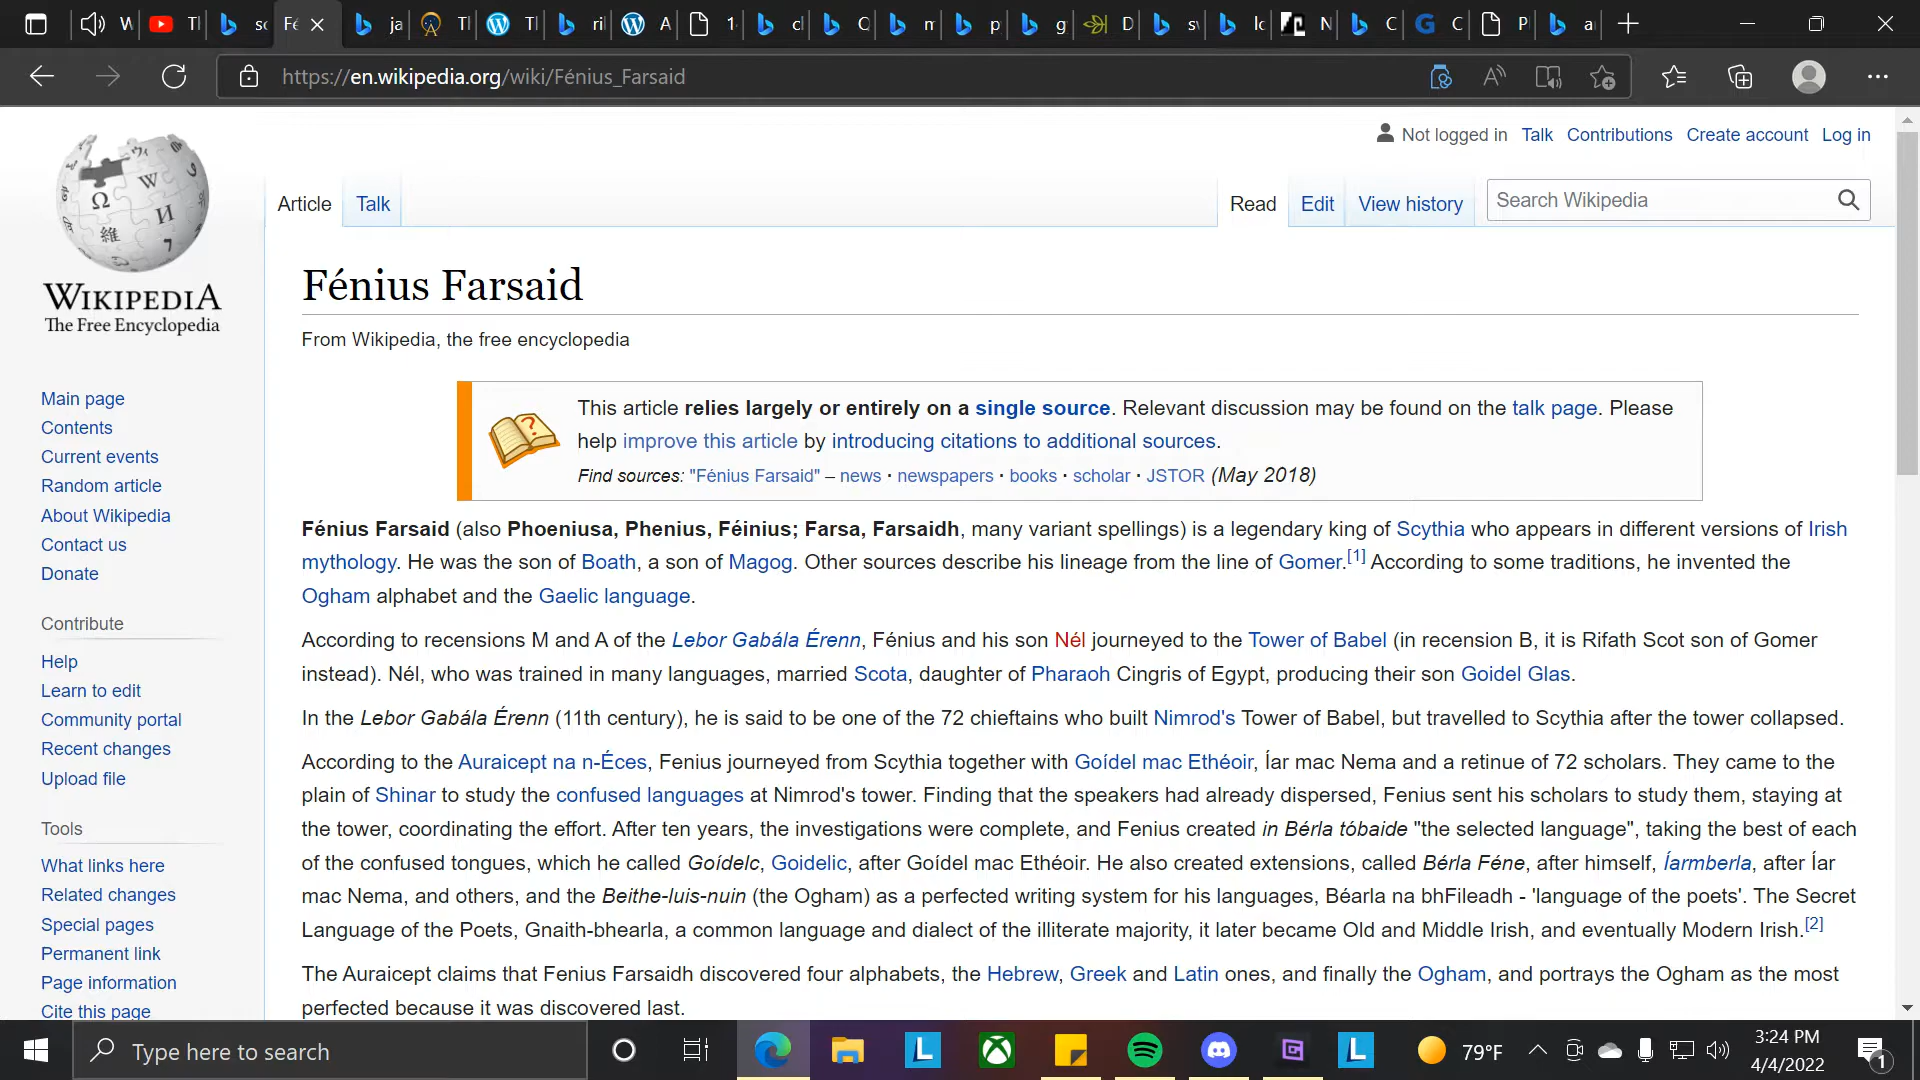 https://en.wikipedia.org/wiki/Fénius_Farsaid
Not logged in Talk Contributions Create account Log in
Article Talk Read Edit View history Search Wikipedia
WIKIPEDIA
The Free Encyclopedia
Main page
Contents
Current events
Random article
About Wikipedia
Contact us
Donate
Contribute
Help
Learn to edit
Community portal
Recent changes
Upload file
Tools
What links here
Related changes
Special pages
Permanent link
Page information
Cite this page
Fénius Farsaid
From Wikipedia, the free encyclopedia
This article relies largely or entirely on a single source. Relevant discussion may be found on the talk page. Please
help improve this article by introducing citations to additional sources.
Find sources: "Fénius Farsaid" – news · newspapers · books · scholar · JSTOR (May 2018)
Fénius Farsaid (also Phoeniusa, Phenius, Féinius; Farsa, Farsaidh, many variant spellings) is a legendary king of Scythia who appears in different versions of Irish
mythology. He was the son of Boath, a son of Magog. Other sources describe his lineage from the line of Gomer.[1] According to some traditions, he invented the
Ogham alphabet and the Gaelic language.
According to recensions M and A of the Lebor Gabála Érenn, Fénius and his son Nél journeyed to the Tower of Babel (in recension B, it is Rifath Scot son of Gomer
instead). Nél, who was trained in many languages, married Scota, daughter of Pharaoh Cingris of Egypt, producing their son Goidel Glas.
In the Lebor Gabála Érenn (11th century), he is said to be one of the 72 chieftains who built Nimrod's Tower of Babel, but travelled to Scythia after the tower collapsed.
According to the Auraicept na n-Éces, Fenius journeyed from Scythia together with Goídel mac Ethéoir, Íar mac Nema and a retinue of 72 scholars. They came to the
plain of Shinar to study the confused languages at Nimrod's tower. Finding that the speakers had already dispersed, Fenius sent his scholars to study them, staying at
the tower, coordinating the effort. After ten years, the investigations were complete, and Fenius created in Bérla tóbaide "the selected language", taking the best of each
of the confused tongues, which he called Goídelc, Goidelic, after Goídel mac Ethéoir. He also created extensions, called Bérla Féne, after himself, Íarmberla, after Íar
mac Nema, and others, and the Beithe-luis-nuin (the Ogham) as a perfected writing system for his languages, Béarla na bhFileadh - 'language of the poets'. The Secret
Language of the Poets, Gnaith-bhearla, a common language and dialect of the illiterate majority, it later became Old and Middle Irish, and eventually Modern Irish.[2]
The Auraicept claims that Fenius Farsaidh discovered four alphabets, the Hebrew, Greek and Latin ones, and finally the Ogham, and portrays the Ogham as the most
perfected because it was discovered last.
Type here to search
79°F
3:24 PM
4/4/2022
1